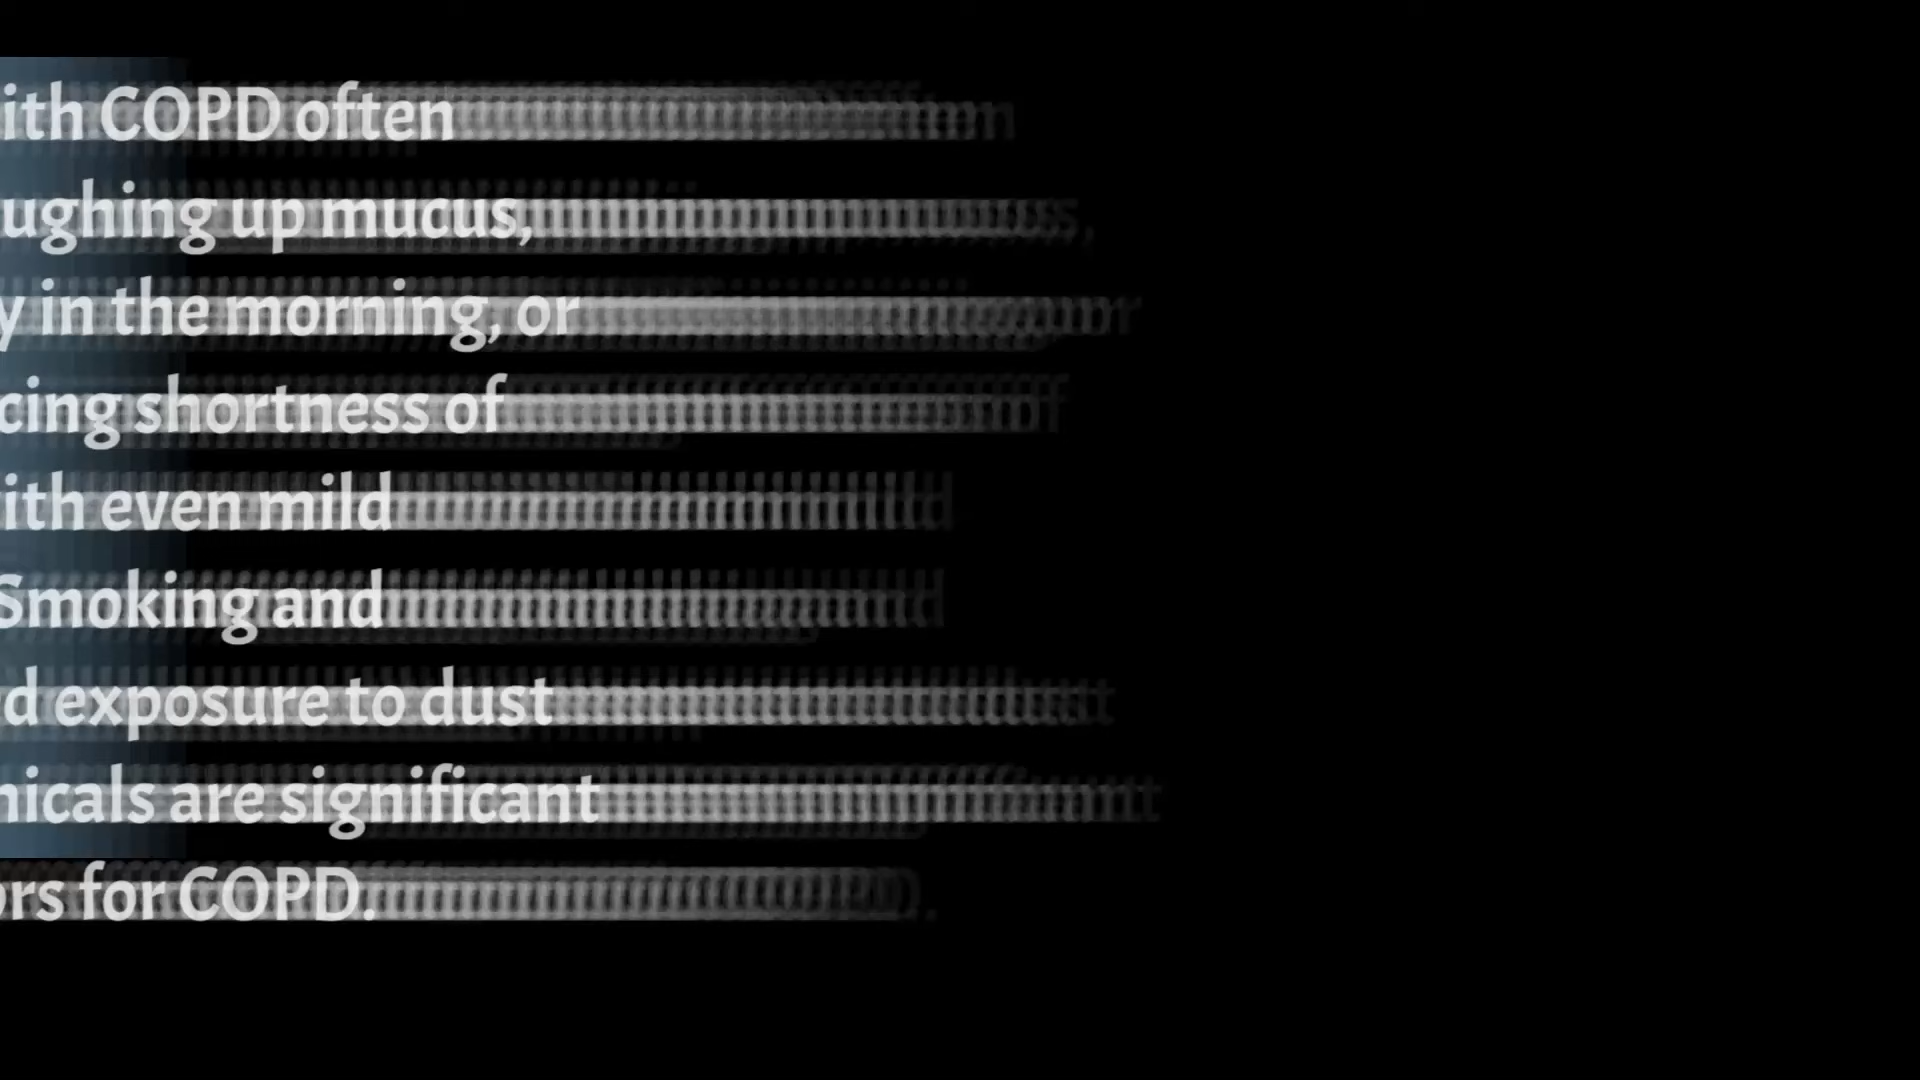 ith COPD often
ughing up mucus,
y in the morning, or
cing shortness of
ith even mild
Smoking and
d exposure to dust
nicals are significant
ors for COPD.